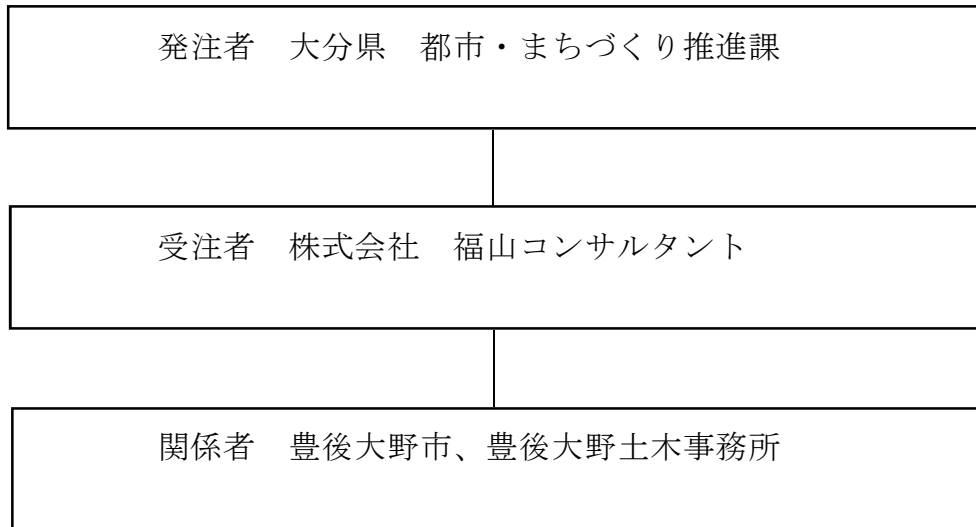 発注者　大分県　都市・まちづくり推進課
受注者　株式会社　福山コンサルタント
関係者　豊後大野市、豊後大野土木事務所